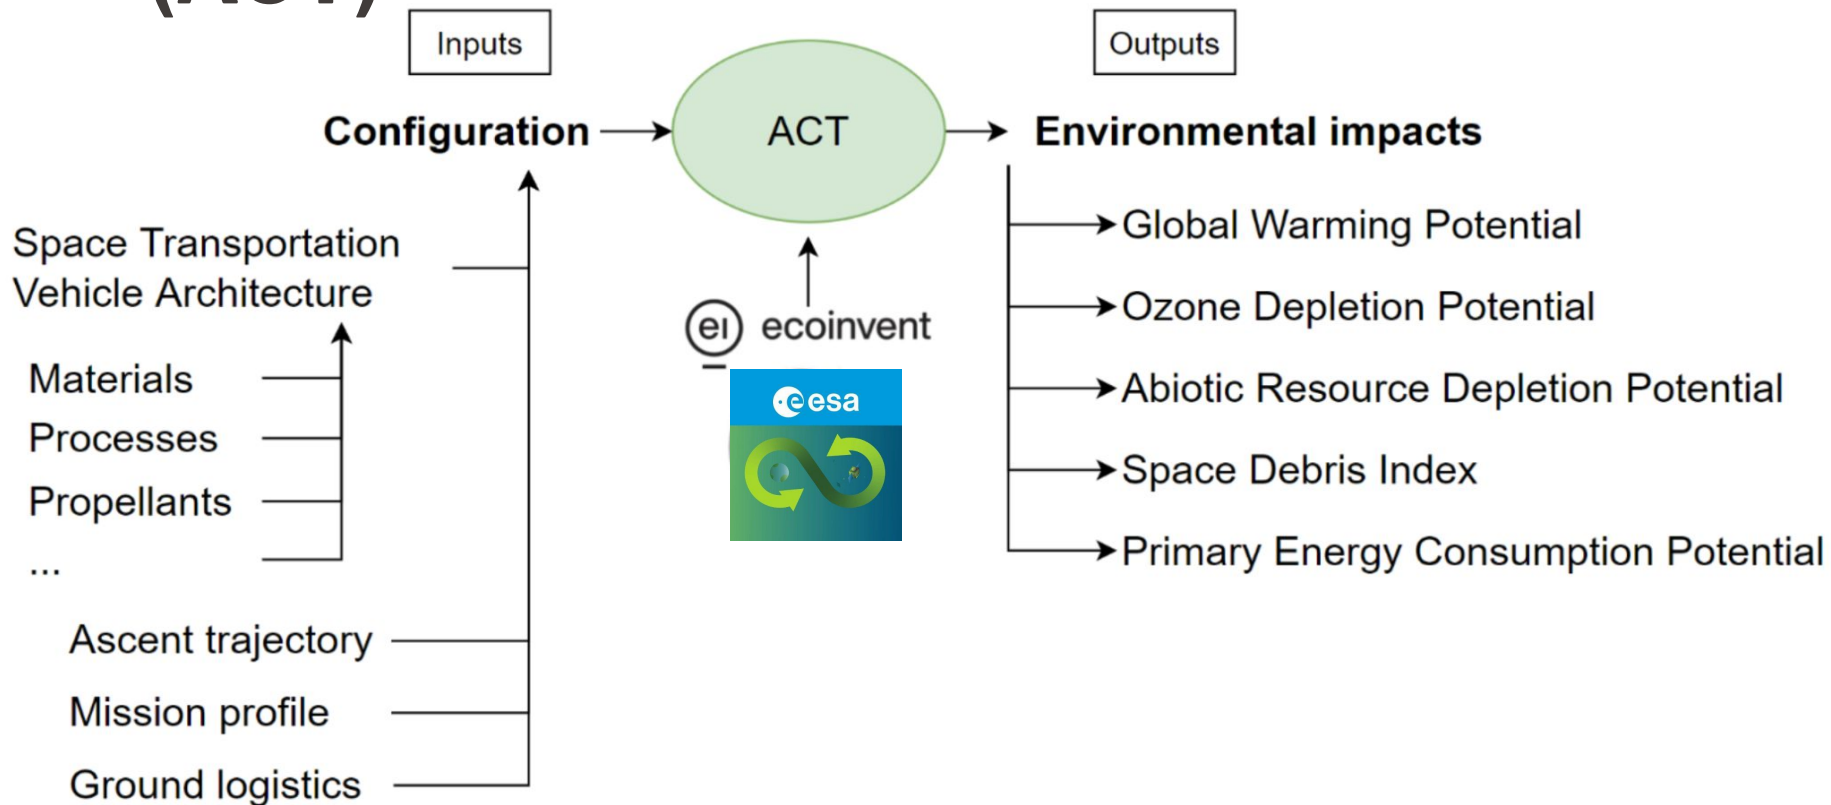 (ACT)
Inputs
Outputs
Configuration
ACT
Environmental impacts
Space Transportation
Vehicle Architecture
Materials
Processes
Propellants
...
Ascent trajectory
Mission profile
Ground logistics
eı ecoinvent
esa
Global Warming Potential
Ozone Depletion Potential
Abiotic Resource Depletion Potential
Space Debris Index
Primary Energy Consumption Potential